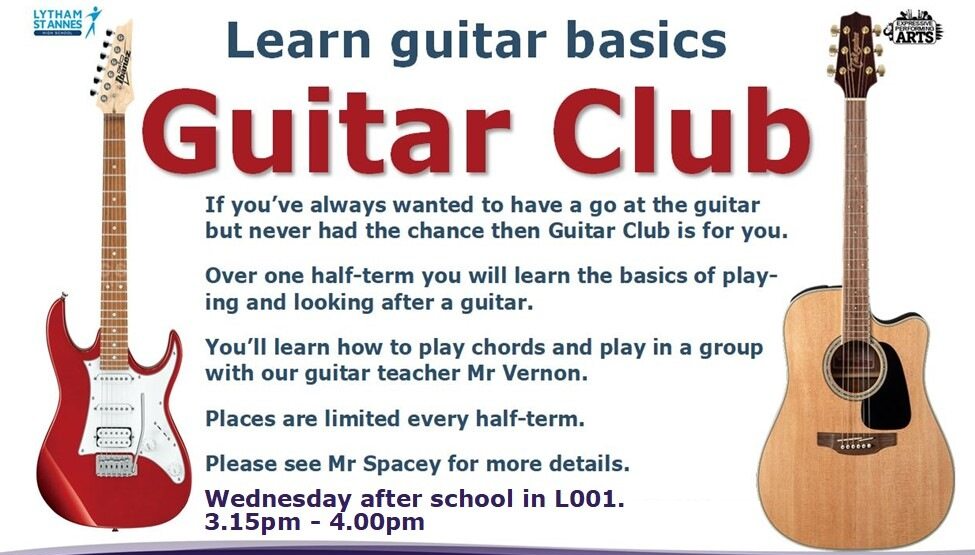 LYTHAM
ST ANNES
HIGH SCHOOL
EXPRESSIVE
PERFORMING
ARTS
Ibanez
Takamine
Learn guitar basics
Guitar Club
If you’ve always wanted to have a go at the guitar
but never had the chance then Guitar Club is for you.
Over one half-term you will learn the basics of play-
ing and looking after a guitar.
You’ll learn how to play chords and play in a group
with our guitar teacher Mr Vernon.
Places are limited every half-term.
Please see Mr Spacey for more details.
Wednesday after school in L001.
3.15pm - 4.00pm